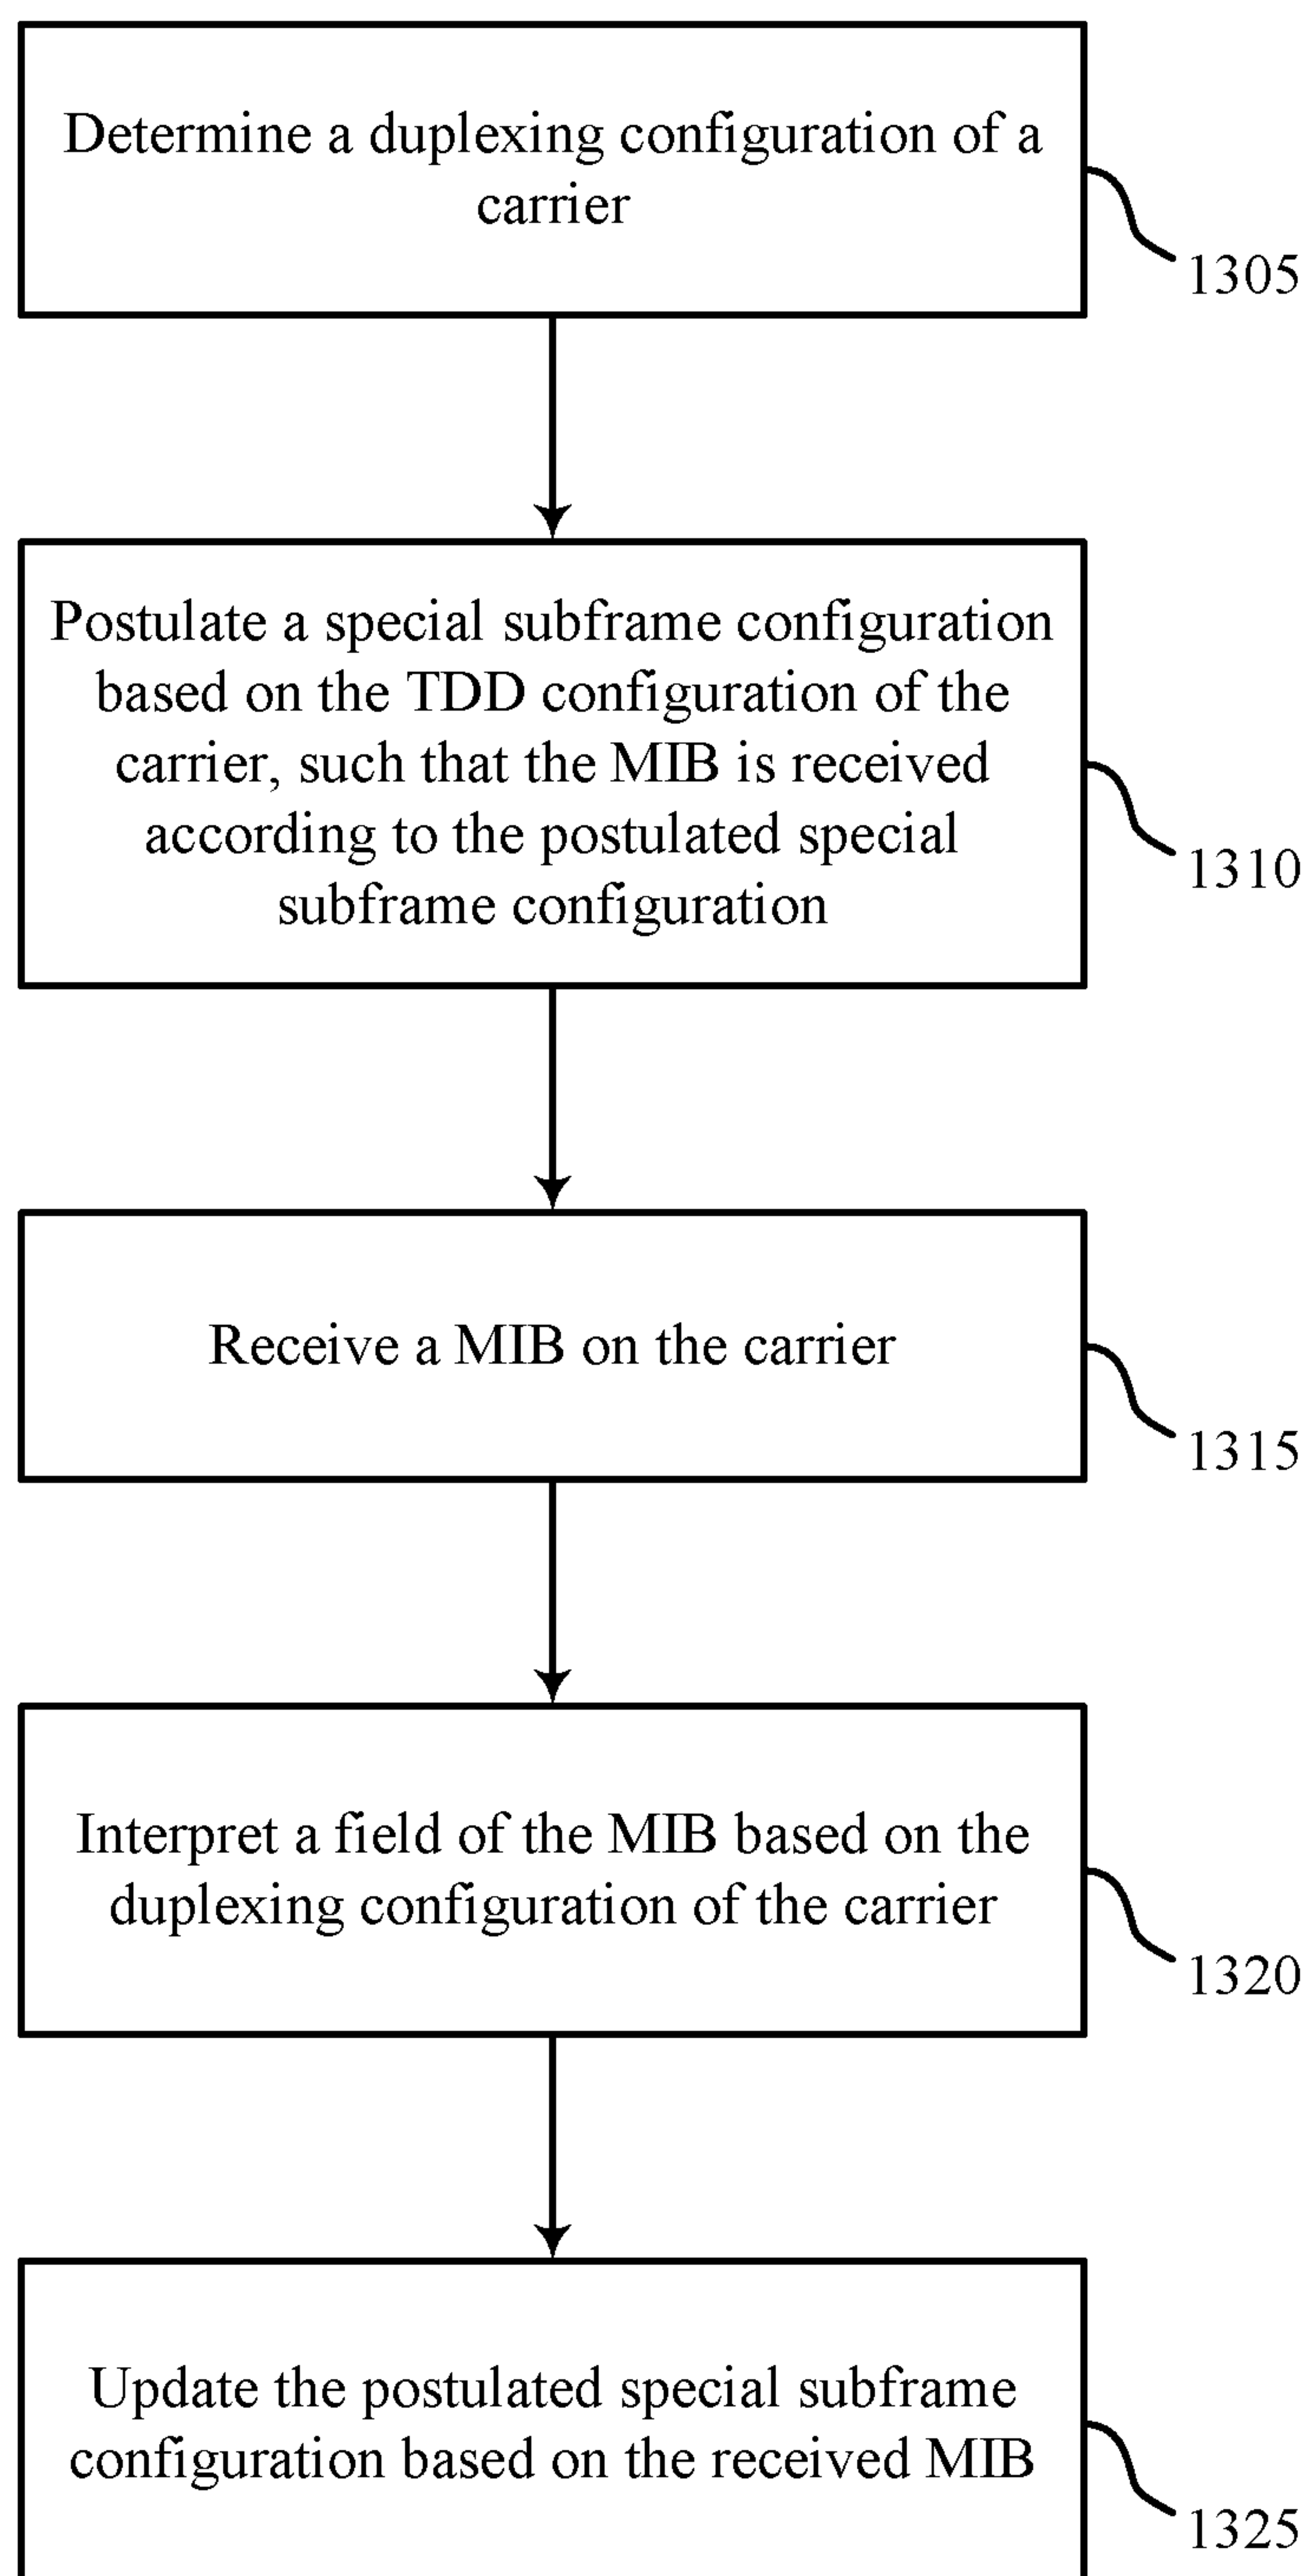 Determine a duplexing configuration of a
carrier
1305
Postulate a special subframe configuration
based on the TDD configuration of the
carrier, such that the MIB is received
according to the postulated special
subframe configuration
1310
Receive a MIB on the carrier
1315
Interpret a field of the MIB based on the
duplexing configuration of the carrier
1320
Update the postulated special subframe
configuration based on the received MIB
1325